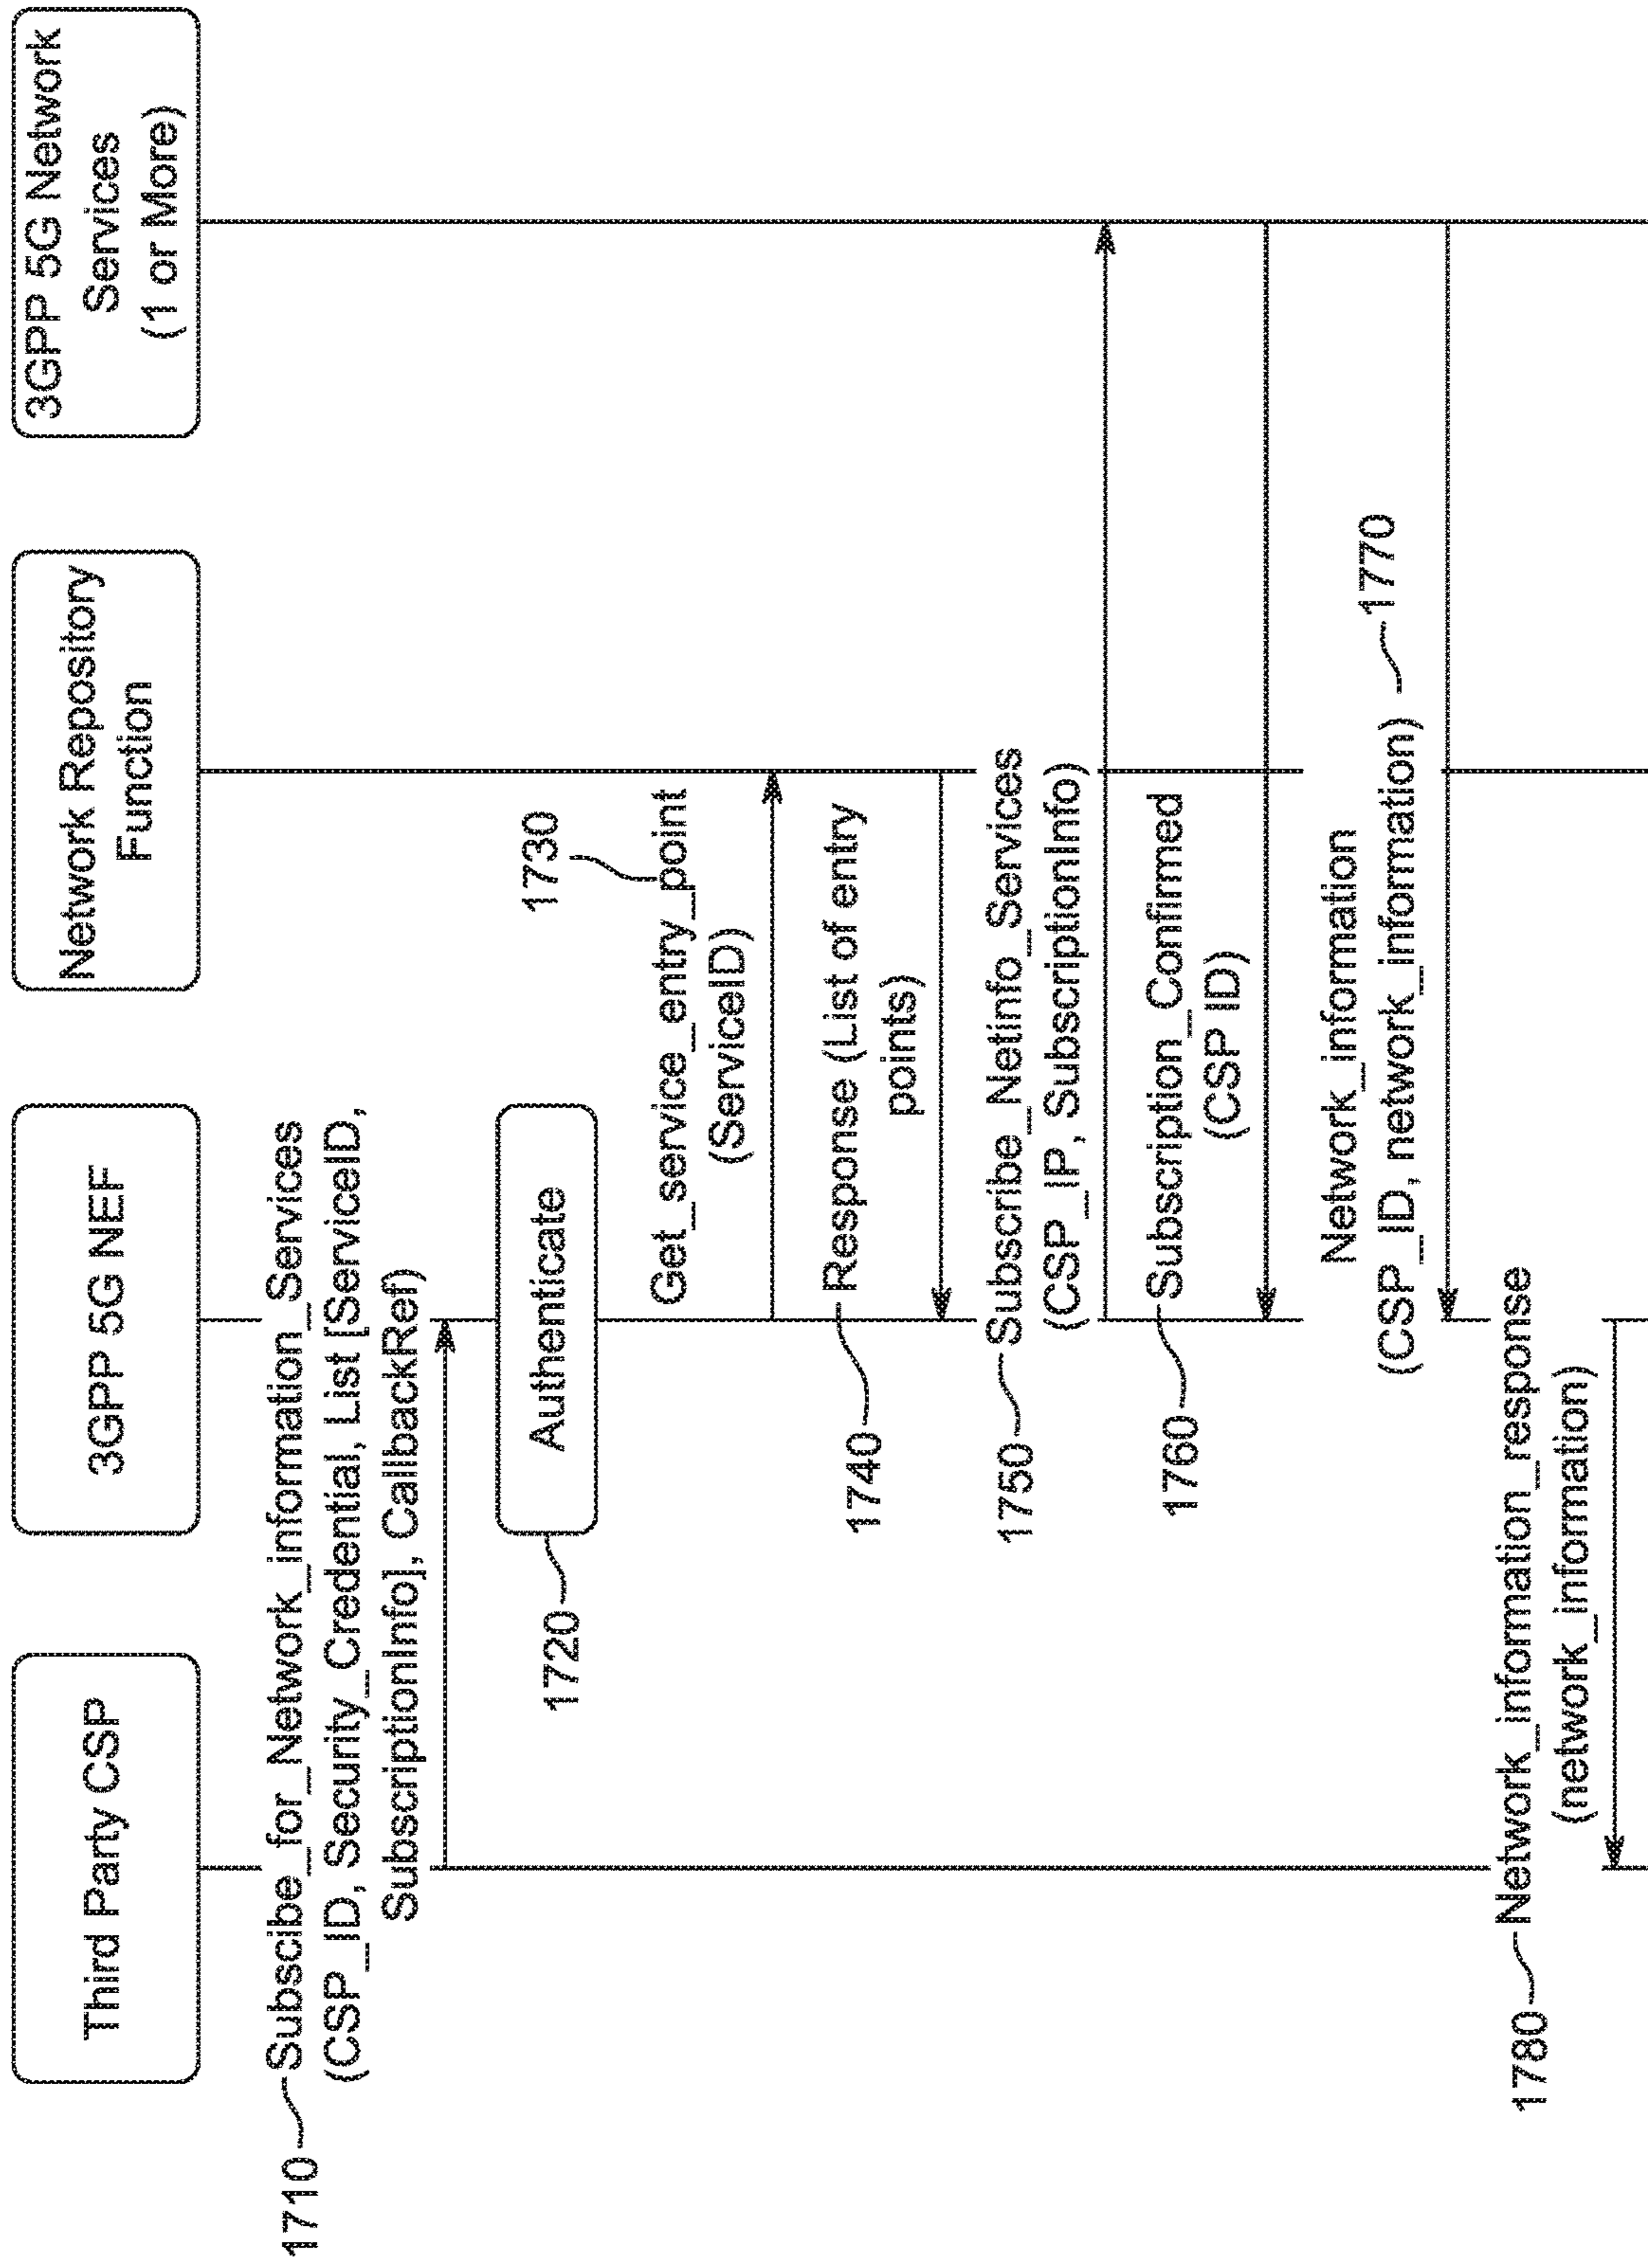 Third Party CSP
3GPP 5G NEF
Network Repository
Function
3GPP 5G Network
Services
(1 or More)
1710
Subscibe_for_Network_information_Services
(CSP_ID, Security_Credential, List [ServiceID,
SubscriptionInfo], CallbackRef)
1720
Authenticate
1730
Get_service_entry_point
(ServiceID)
1740
Response (List of entry
points)
1750
Subscribe_Netinfo_Services
(CSP_IP, SubscriptionInfo)
1760
Subscription_Confirmed
(CSP ID)
Network_information
(CSP_ID, network_information)
1770
1780
Network_information_response
(network_information)